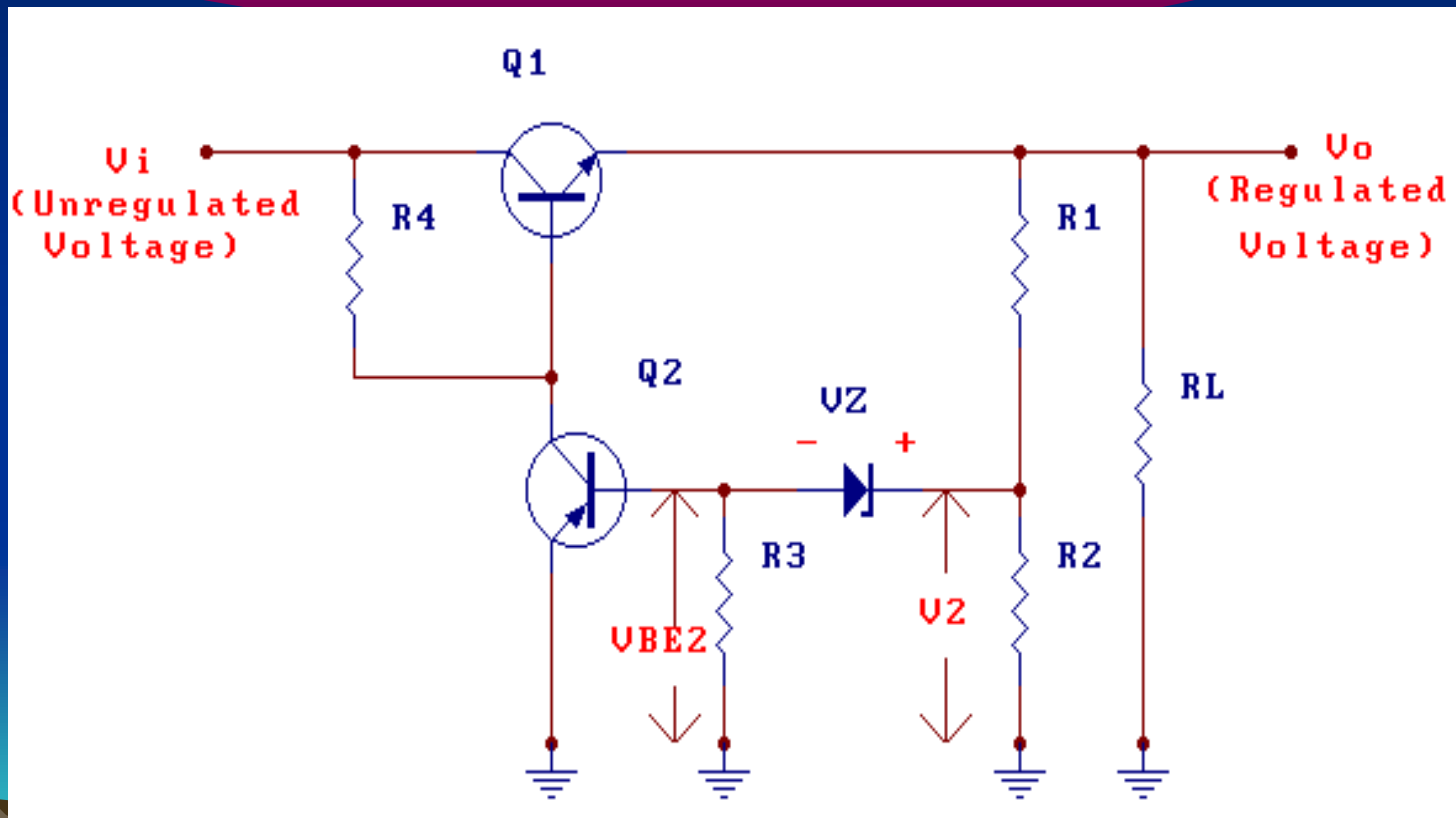 Q1
Vi
(Unregulated
Voltage)
R4
R1
Vo
(Regulated
Voltage)
Q2
VZ
- +
RL
R3
R2
VBE2
V2